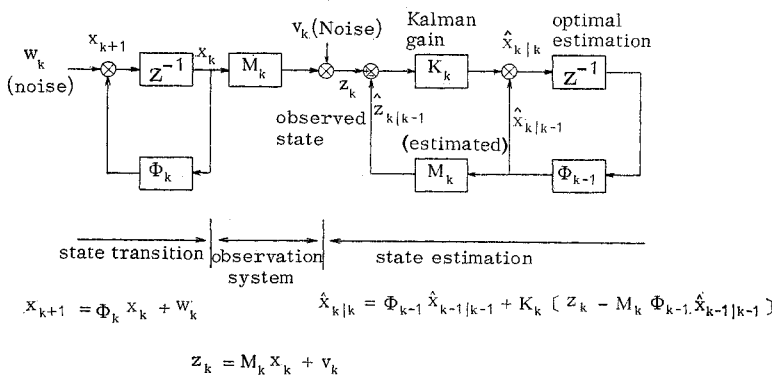 v_k (Noise)
Kalman gain
optimal estimation
x̂_{k|k}
x_{k+1}
x_k
w_k
(noise)
Z^{-1}
M_k
z_k
K_k
Z^{-1}
ẑ_{k|k-1}
observed state
x̂_{k|k-1}
(estimated)
Φ_k
M_k
Φ_{k-1}
state transition
observation system
state estimation
x_{k+1} = Φ_k x_k + w_k
x̂_{k|k} = Φ_{k-1} x̂_{k-1|k-1} + K_k [ z_k - M_k Φ_{k-1} x̂_{k-1|k-1} ]
z_k = M_k x_k + v_k